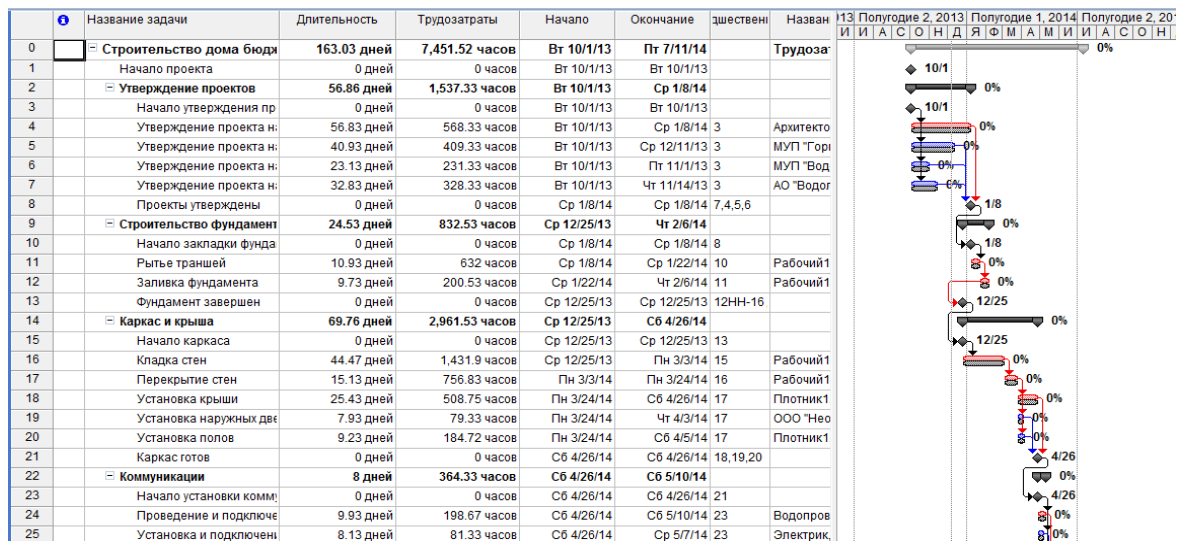 Название задачи Длительность Трудозатраты Начало Окончание дшественн Назван 13 Полугодие 2, 2013 Полугодие 1, 2014 Полугодие 2, 201
И И А С О Н Д Я Ф М А М И И А С О Н
0 Строительство дома бюдж 163.03 дней 7,451.52 часов Вт 10/1/13 Пт 7/11/14 Трудозат 0%
1 Начало проекта 0 дней 0 часов Вт 10/1/13 Вт 10/1/13 10/1
2 Утверждение проектов 56.86 дней 1,537.33 часов Вт 10/1/13 Ср 1/8/14 0%
3 Начало утверждения пр 0 дней 0 часов Вт 10/1/13 Вт 10/1/13 10/1
4 Утверждение проекта на 56.83 дней 568.33 часов Вт 10/1/13 Ср 1/8/14 3 Архитекто 0%
5 Утверждение проекта на 40.93 дней 409.33 часов Вт 10/1/13 Ср 12/11/13 3 МУП "Гор 0%
6 Утверждение проекта на 23.13 дней 231.33 часов Вт 10/1/13 Пт 11/1/13 3 МУП "Вод 0%
7 Утверждение проекта на 32.83 дней 328.33 часов Вт 10/1/13 Чт 11/14/13 3 АО "Водог 0%
8 Проекты утверждены 0 дней 0 часов Ср 1/8/14 Ср 1/8/14 7,4,5,6 1/8
9 Строительство фундамент 24.53 дней 832.53 часов Ср 12/25/13 Чт 2/6/14 0%
10 Начало закладки фунда 0 дней 0 часов Ср 1/8/14 Ср 1/8/14 8 1/8
11 Рытье траншей 10.93 дней 632 часов Ср 1/8/14 Ср 1/22/14 10 Рабочий1 0%
12 Заливка фундамента 9.73 дней 200.53 часов Ср 1/22/14 Чт 2/6/14 11 Рабочий1 0%
13 Фундамент завершен 0 дней 0 часов Ср 12/25/13 Ср 12/25/13 12НН-16 12/25
14 Каркас и крыша 69.76 дней 2,961.53 часов Ср 12/25/13 Сб 4/26/14 0%
15 Начало каркаса 0 дней 0 часов Ср 12/25/13 Ср 12/25/13 13 12/25
16 Кладка стен 44.47 дней 1,431.9 часов Ср 12/25/13 Пн 3/3/14 15 Рабочий1 0%
17 Перекрытие стен 15.13 дней 756.83 часов Пн 3/3/14 Пн 3/24/14 16 Рабочий1 0%
18 Установка крыши 25.43 дней 508.75 часов Пн 3/24/14 Сб 4/26/14 17 Плотник1 0%
19 Установка наружных две 7.93 дней 79.33 часов Пн 3/24/14 Чт 4/3/14 17 ООО "Нео 0%
20 Установка полов 9.23 дней 184.72 часов Пн 3/24/14 Сб 4/5/14 17 Плотник1 0%
21 Каркас готов 0 дней 0 часов Сб 4/26/14 Сб 4/26/14 18,19,20 4/26
22 Коммуникации 8 дней 364.33 часов Сб 4/26/14 Сб 5/10/14 0%
23 Начало установки комму 0 дней 0 часов Сб 4/26/14 Сб 4/26/14 21 4/26
24 Проведение и подключе 9.93 дней 198.67 часов Сб 4/26/14 Сб 5/10/14 23 Водопров 0%
25 Установка и подключени 8.13 дней 81.33 часов Сб 4/26/14 Ср 5/7/14 23 Электрик, 0%